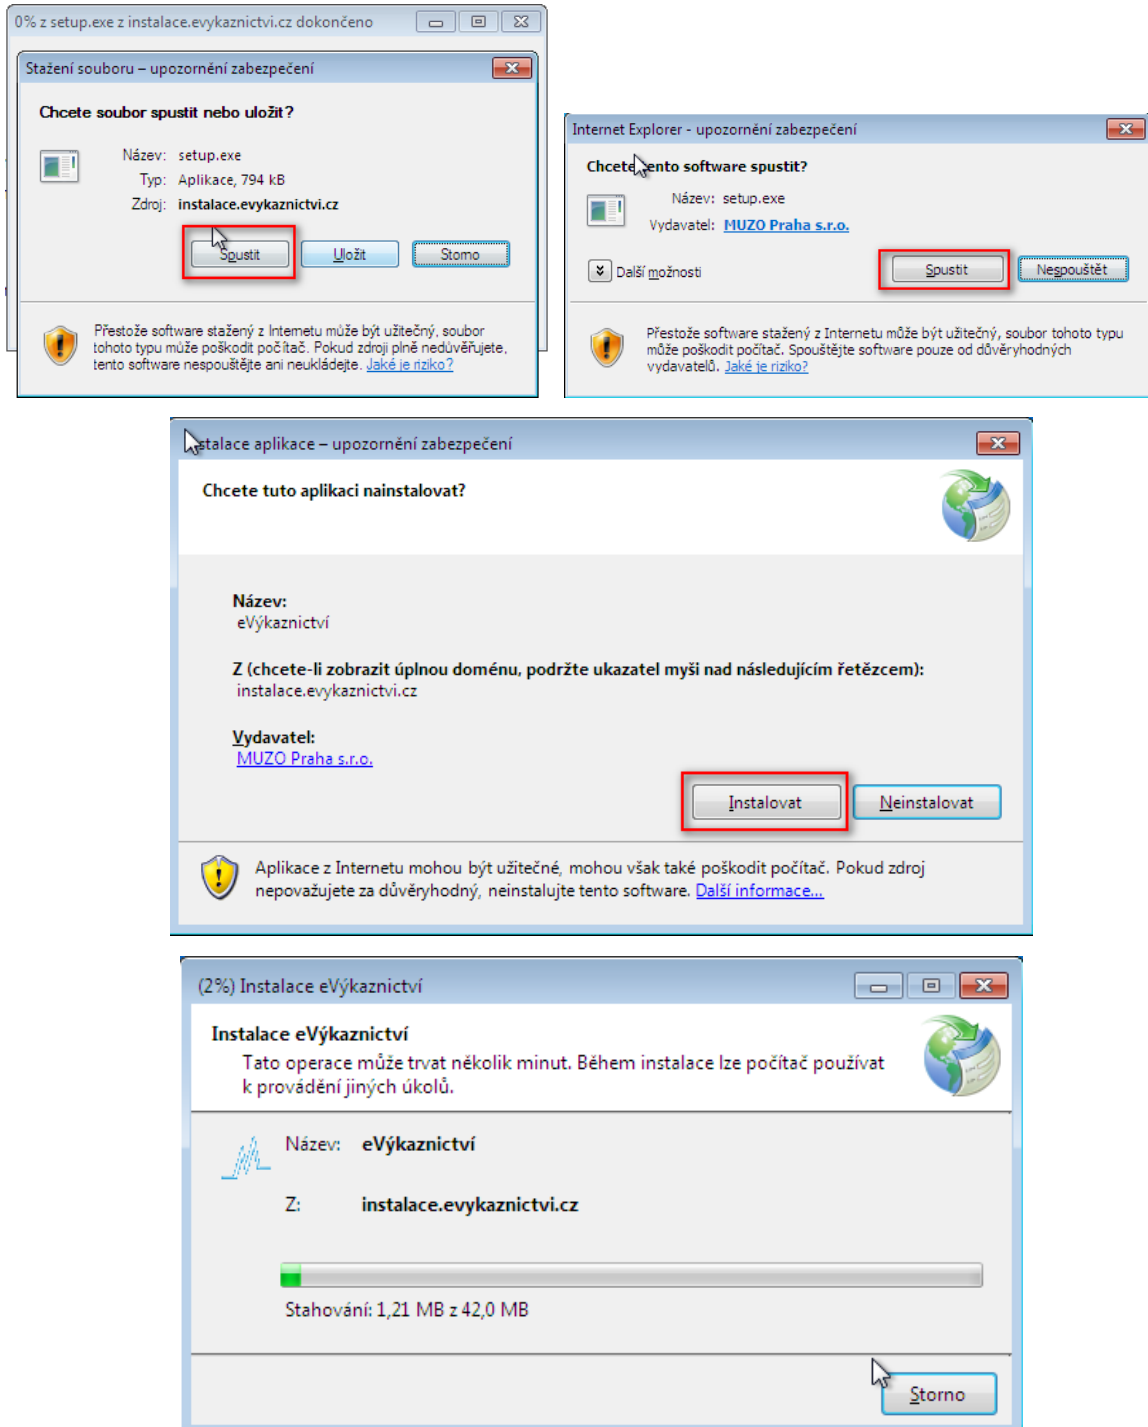 0% z setup.exe z instalace.evykaznictvi.cz dokončeno
Stažení souboru – upozornění zabezpečení
Chcete soubor spustit nebo uložit?
Název: setup.exe
Typ: Aplikace, 794 kB
Zdroj: instalace.evykaznictvi.cz
Spustit Uložit Storno
Přestože software stažený z Internetu může být užitečný, soubor
tohoto typu může poškodit počítač. Pokud zdroji plně nedůvěřujete,
tento software nespouštějte ani neukládejte. Jaké je riziko?
Internet Explorer - upozornění zabezpečení
Chcete tento software spustit?
Název: setup.exe
Vydavatel: MUZO Praha s.r.o.
Další možnosti Spustit Nespouštět
Přestože software stažený z Internetu může být užitečný, soubor tohoto typu
může poškodit počítač. Spouštějte software pouze od důvěryhodných
vydavatelů. Jaké je riziko?
Instalace aplikace – upozornění zabezpečení
Chcete tuto aplikaci nainstalovat?
Název:
eVýkaznictví
Z (chcete-li zobrazit úplnou doménu, podržte ukazatel myši nad následujícím řetězcem):
instalace.evykaznictvi.cz
Vydavatel:
MUZO Praha s.r.o.
Instalovat Neinstalovat
Aplikace z Internetu mohou být užitečné, mohou však také poškodit počítač. Pokud zdroj
nepovažujete za důvěryhodný, neinstalujte tento software. Další informace...
(2%) Instalace eVýkaznictví
Instalace eVýkaznictví
Tato operace může trvat několik minut. Během instalace lze počítač používat
k provádění jiných úkolů.
Název: eVýkaznictví
Z: instalace.evykaznictvi.cz
Stahování: 1,21 MB z 42,0 MB
Storno